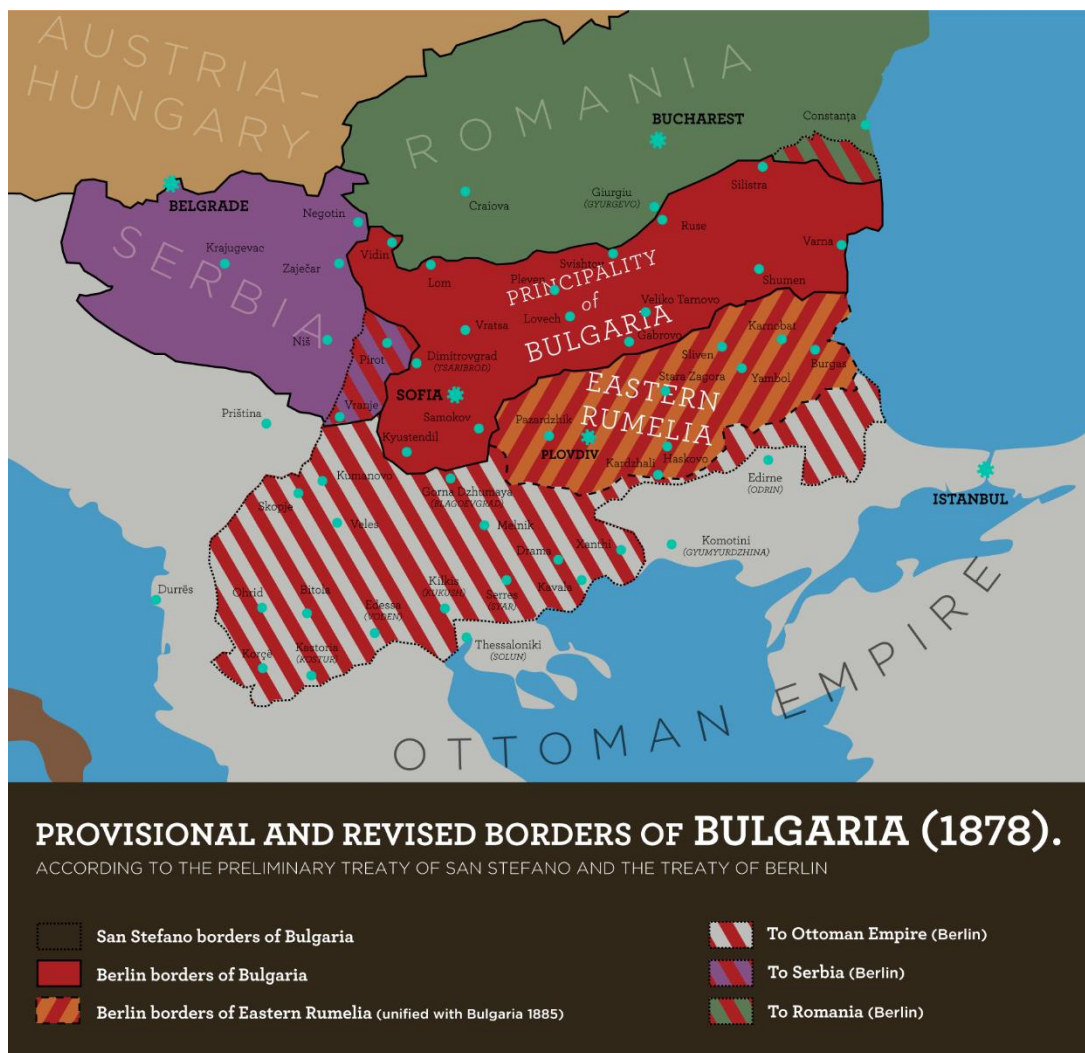 AUSTRIA-
HUNGARY
ROMANIA
Constanța
BUCHAREST
Silistra
BELGRADE
Craiova
Giurgiu
(GYURGEVO)
Negotin
Ruse
SERBIA
Krajugevac
Zaječar
Vidin
Lom
Svishtov
Varna
Pleven
Shumen
PRINCIPALITY
of
BULGARIA
Veliko Tarnovo
Lovech
Vratsa
Gabrovo
Karnobat
Niš
Pirot
Dimitrovgrad
(TSARIBROD)
Sliven
Burgas
Stara Zagora
Yambol
EASTERN
RUMELIA
SOFIA
Vranje
Priština
Samokov
Pazardzhik
Kyustendil
PLOVDIV
Haskovo
Kardzhali
Edirne
(ODRIN)
ISTANBUL
Kumanovo
Skopje
Gorna Dzhumaya
(BLAGOEVGRAD)
Veles
Melnik
Drama
Xanthi
Komotini
(GYUMYURDZHINA)
Durrës
Ohrid
Bitola
Kilkis
(KUKUSH)
Serres
(SYAR)
Kavala
Edessa
(VODEN)
Korçë
Kastoria
(KOSTUR)
Thessaloniki
(SOLUN)
OTTOMAN EMPIRE
PROVISIONAL AND REVISED BORDERS OF BULGARIA (1878).
ACCORDING TO THE PRELIMINARY TREATY OF SAN STEFANO AND THE TREATY OF BERLIN
San Stefano borders of Bulgaria
Berlin borders of Bulgaria
Berlin borders of Eastern Rumelia (unified with Bulgaria 1885)
To Ottoman Empire (Berlin)
To Serbia (Berlin)
To Romania (Berlin)